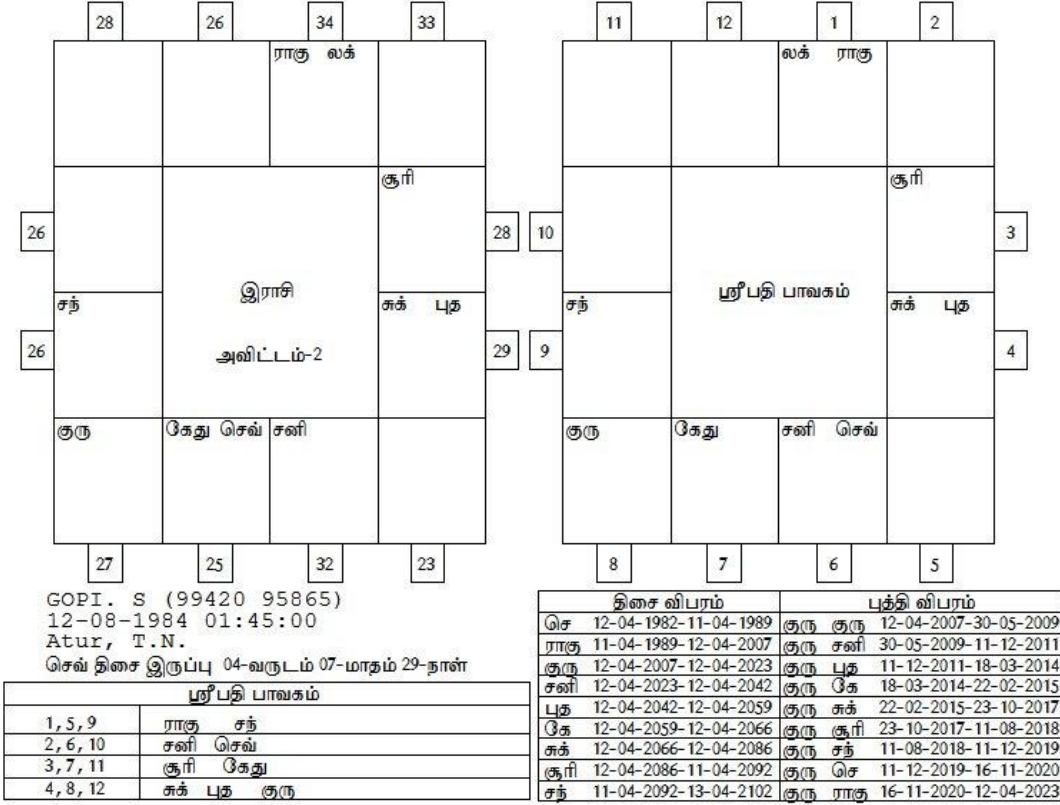 28 26 34 33
ராகு லக்
சூரி
26 28
இராசி
சந் சுக் புத
அவிட்டம்-2
26 29
குரு கேது செவ் சனி
27 25 32 23
11 12 1 2
லக் ராகு
சூரி
10 3
ஸ்ரீபதி பாவகம்
சந் சுக் புத
9 4
குரு கேது சனி செவ்
8 7 6 5
GOPI. S (99420 95865)
12-08-1984 01:45:00
Atur, T.N.
செவ் திசை இருப்பு 04-வருடம் 07-மாதம் 29-நாள்
ஸ்ரீபதி பாவகம்
1, 5, 9 ராகு சந்
2, 6, 10 சனி செவ்
3, 7, 11 சூரி கேது
4, 8, 12 சுக் புத குரு
திசை விபரம் புத்தி விபரம்
செ 12-04-1982-11-04-1989 குரு குரு 12-04-2007-30-05-2009
ராகு 11-04-1989-12-04-2007 குரு சனி 30-05-2009-11-12-2011
குரு 12-04-2007-12-04-2023 குரு புத 11-12-2011-18-03-2014
சனி 12-04-2023-12-04-2042 குரு கே 18-03-2014-22-02-2015
புத 12-04-2042-12-04-2059 குரு சுக் 22-02-2015-23-10-2017
கே 12-04-2059-12-04-2066 குரு சூரி 23-10-2017-11-08-2018
சுக் 12-04-2066-12-04-2086 குரு சந் 11-08-2018-11-12-2019
சூரி 12-04-2086-11-04-2092 குரு செ 11-12-2019-16-11-2020
சந் 11-04-2092-13-04-2102 குரு ராகு 16-11-2020-12-04-2023